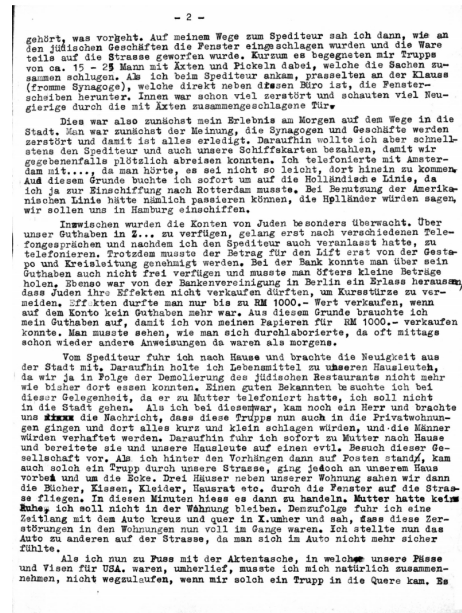 - 2 -
gehört, was vorgeht. Auf meinem Wege zum Spediteur sah ich dann, wie an
den jüdischen Geschäften die Fenster eingeschlagen wurden und die Ware
teils auf die Strasse geworfen wurde. Kurzum es begegneten mir Trupps
von ca. 15 - 25 Mann mit Äxten und Pickeln dabei, welche die Sachen zu-
sammen schlugen. Als ich beim Spediteur ankam, prasselten an der Klauss
(fromme Synagoge), welche direkt neben dessen Büro ist, die Fenster-
scheiben herunter. Innen war schon viel zerstört und schauten viel Neu-
gierige durch die mit Äxten zusammengeschlagene Tür.
Dies war also zunächst mein Erlebnis am Morgen auf dem Wege in die
Stadt. Man war zunächst der Meinung, die Synagogen und Geschäfte werden
zerstört und damit ist alles erledigt. Daraufhin wollte ich aber schnell-
stens den Spediteur und auch unsere Schiffskarten bezahlen, damit wir
gegebenenfalls plötzlich abreisen konnten. Ich telefonierte mit Amster-
dam mit...., da man hörte, es sei nicht so leicht, dort hinein zu kommen.
Aus diesem Grunde buchte ich sofort um auf die Holländische Linie, da
ich ja zur Einschiffung nach Rotterdam musste. Bei Benutzung der Amerika-
nischen Linie hätte nämlich passieren können, die Holländer würden sagen,
wir sollen uns in Hamburg einschiffen.
Inzwischen wurden die Konten von Juden besonders überwacht. Über
unser Guthaben in Z... zu verfügen, gelang erst nach verschiedenen Tele-
fongesprächen und nachdem ich den Spediteur auch veranlasst hatte, zu
telefonieren. Trotzdem musste der Betrag für den Lift erst von der Gesta-
po und Kreisleitung genehmigt werden. Bei der Bank konnte man über sein
Guthaben auch nicht frei verfügen und musste man öfters kleine Beträge
holen. Ebenso war von der Bankenvereinigung in Berlin ein Erlass heraussen,
dass Juden ihre Effekten nicht verkaufen dürften, um Kursstürze zu ver-
meiden. Effekten durfte man nur bis zu RM 1000.- Wert verkaufen, wenn
auf dem Konto kein Guthaben mehr war. Aus diesem Grunde brauchte ich
mein Guthaben auf, damit ich von meinen Papieren für RM 1000.- verkaufen
konnte. Man musste sehen, wie man sich durchlaborierte, da oft mittags
schon wieder andere Anweisungen da waren als morgens.
Vom Spediteur fuhr ich nach Hause und brachte die Neuigkeit aus
der Stadt mit. Daraufhin holte ich Lebensmittel zu unseren Hausleuten,
da wir ja in Folge der Demolierung des jüdischen Restaurants nicht mehr
wie bisher dort essen konnten. Einen guten Bekannten besuchte ich bei
dieser Gelegenheit, da er zu Mutter telefoniert hatte, ich soll nicht
in die Stadt gehen. Als ich bei diesem war, kam noch ein Herr und brachte
uns die Nachricht, dass diese Trupps nun auch in die Privatwohnun-
gen gingen und dort alles kurz und klein schlagen würden, und die Männer
würden verhaftet werden. Daraufhin fuhr ich sofort zu Mutter nach Hause
und bereitete sie und unsere Hausleute auf einen evtl. Besuch dieser Ge-
sellschaft vor. Als ich hinter den Vorhängen dann auf Posten stand, kam
auch solch ein Trupp durch unsere Strasse, ging jedoch an unserem Haus
vorbei und um die Ecke. Drei Häuser neben unserer Wohnung sahen wir dann
die Bücher, Kissen, Kleider, Hausrat etc. durch die Fenster auf die Stras-
se fliegen. In diesen Minuten hiess es dann zu handeln. Mutter hatte keine
Ruhe, ich soll nicht in der Wohnung bleiben. Demzufolge fuhr ich eine
Zeitlang mit dem Auto kreuz und quer in X.umher und sah, dass diese Zer-
störungen in den Wohnungen nun voll im Gange waren. Ich stellte nun das
Auto zu anderen auf der Strasse, da man sich im Auto nicht mehr sicher
fühlte.
Als ich nun zu Fuss mit der Aktentasche, in welcher unsere Pässe
und Visen für USA. waren, umherlief, musste ich mich natürlich zusammen-
nehmen, nicht wegzulaufen, wenn mir solch ein Trupp in die Quere kam. Es